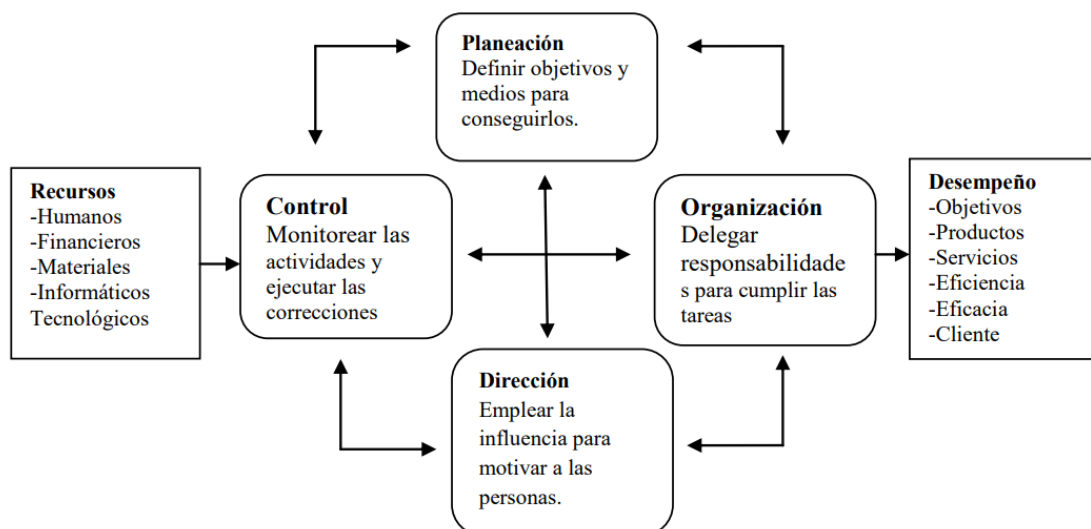 Planeación
Definir objetivos y
medios para
conseguirlos.
Recursos
-Humanos
-Financieros
-Materiales
-Informáticos
Tecnológicos
Control
Monitorear las
actividades y
ejecutar las
correcciones
Organización
Delegar
responsabilidade
s para cumplir las
tareas
Desempeño
-Objetivos
-Productos
-Servicios
-Eficiencia
-Eficacia
-Cliente
Dirección
Emplear la
influencia para
motivar a las
personas.